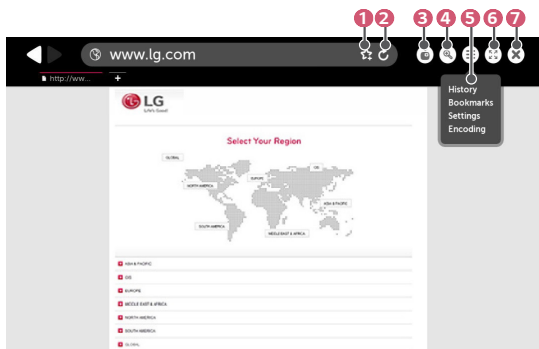 1 2 3 4 5 6 7
www.lg.com
http://ww...
+
History
Bookmarks
Settings
Encoding
LG
Life's Good
Select Your Region
GLOBAL
CIS
EUROPE
NORTH AMERICA
ASIA & PACIFIC
SOUTH AMERICA
MIDDLE EAST & AFRICA
ASIA & PACIFIC
CIS
EUROPE
MIDDLE EAST & AFRICA
NORTH AMERICA
SOUTH AMERICA
GLOBAL